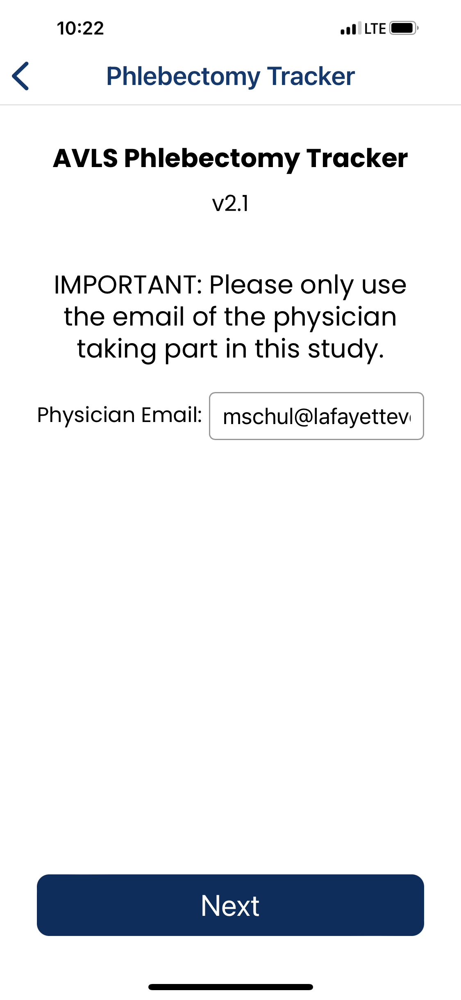 10:22
LTE
Phlebectomy Tracker
AVLS Phlebectomy Tracker
v2.1
IMPORTANT: Please only use
the email of the physician
taking part in this study.
Physician Email: mschul@lafayettev
Next